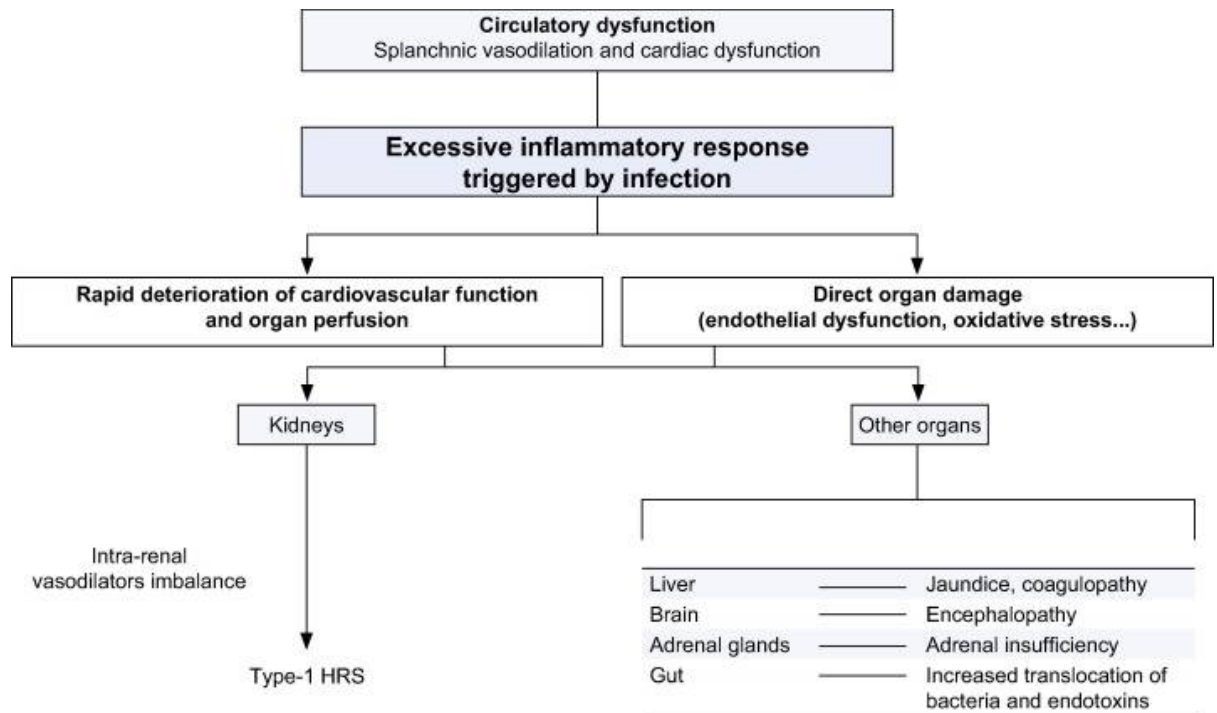 Circulatory dysfunction
Splanchnic vasodilation and cardiac dysfunction
Excessive inflammatory response
triggered by infection
Rapid deterioration of cardiovascular function
and organ perfusion
Direct organ damage
(endothelial dysfunction, oxidative stress...)
Kidneys
Other organs
Intra-renal
vasodilators imbalance
Type-1 HRS
Liver Jaundice, coagulopathy
Brain Encephalopathy
Adrenal glands Adrenal insufficiency
Gut Increased translocation of
bacteria and endotoxins